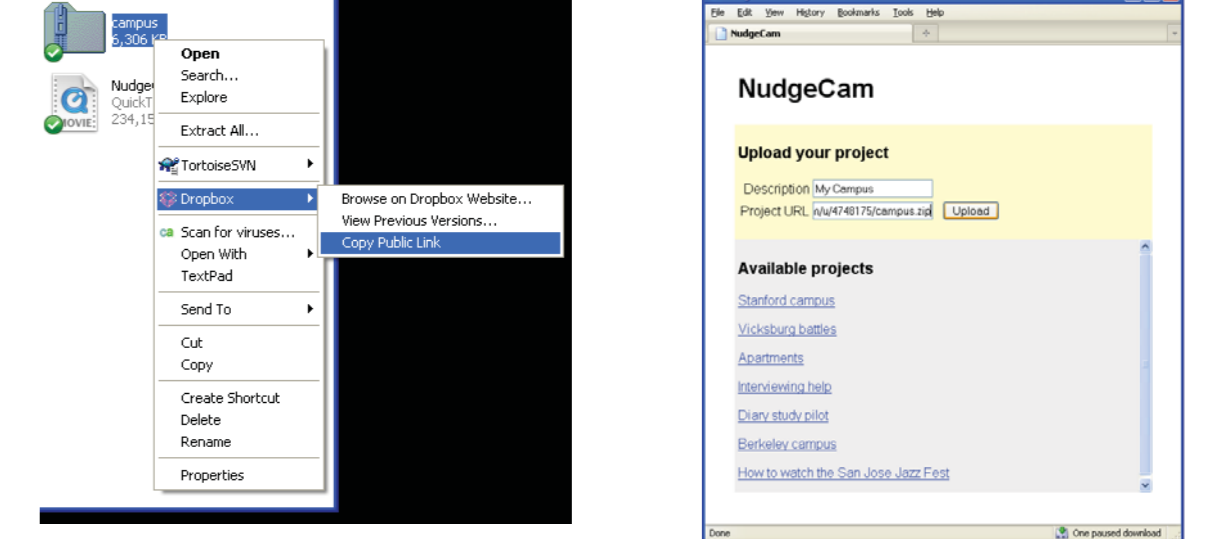 campus
6,306 KB
Nudge
QuickT
MOVIE
234,15
Open
Search...
Explore
Extract All...
TortoiseSVN
Dropbox
Scan for viruses...
Open With
TextPad
Send To
Cut
Copy
Create Shortcut
Delete
Rename
Properties
Browse on Dropbox Website...
View Previous Versions...
Copy Public Link
File Edit View History Bookmarks Tools Help
NudgeCam
NudgeCam
Upload your project
Description My Campus
Project URL n/u/4748175/campus.zip Upload
Available projects
Stanford campus
Vicksburg battles
Apartments
Interviewing help
Diary study pilot
Berkeley campus
How to watch the San Jose Jazz Fest
Done One paused download